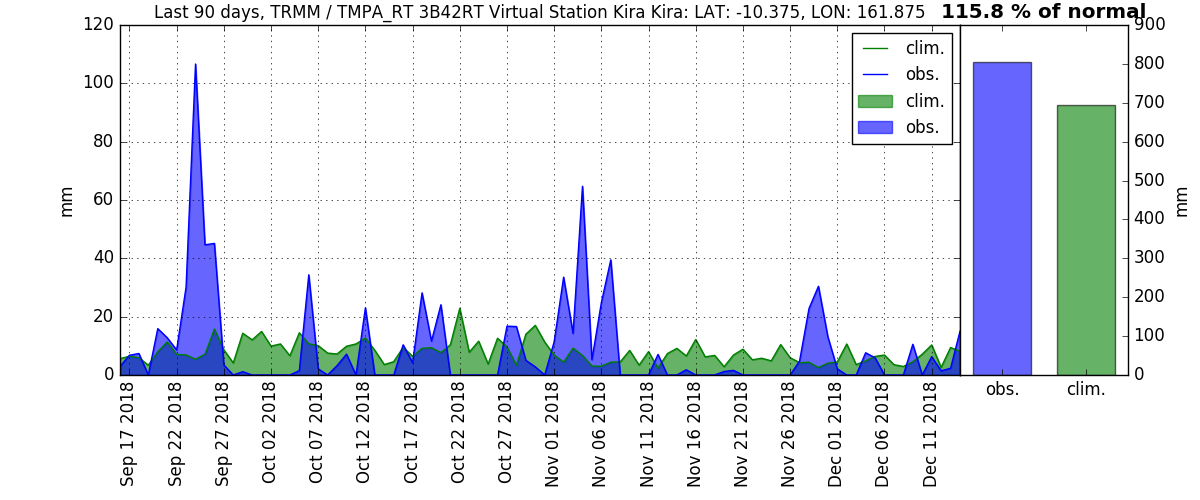 Last 90 days, TRMM / TMPA_RT 3B42RT Virtual Station Kira Kira: LAT: -10.375, LON: 161.875 115.8 % of normal
120
100
80
60
40
20
0
mm
clim.
obs.
clim.
obs.
Sep 17 2018
Sep 22 2018
Sep 27 2018
Oct 02 2018
Oct 07 2018
Oct 12 2018
Oct 17 2018
Oct 22 2018
Oct 27 2018
Nov 01 2018
Nov 06 2018
Nov 11 2018
Nov 16 2018
Nov 21 2018
Nov 26 2018
Dec 01 2018
Dec 06 2018
Dec 11 2018
900
800
700
600
500
400
300
200
100
0
mm
obs.
clim.